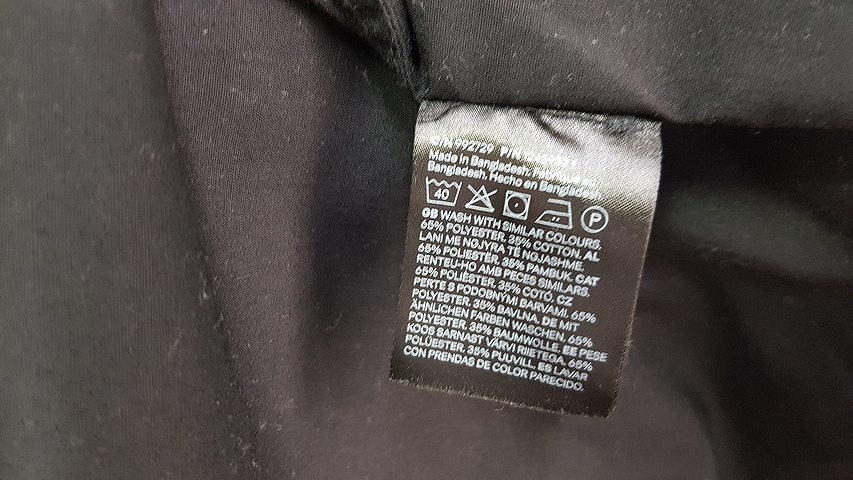 O/N 992729 P/N
Made in Bangladesh.
Bangladesh. Hecho en Bangladesh.
40 P
GB WASH WITH SIMILAR COLOURS.
65% POLYESTER, 35% COTTON. AL
LANI ME NGJYRA TË NGJASHME.
65% POLIESTER, 35% PAMBUK. CAT
RENTEU-HO AMB PECES SIMILARS.
65% POLIÈSTER, 35% COTÓ. CZ
PERTE S PODOBNÝMI BARVAMI. 65%
POLYESTER, 35% BAVLNA. DE MIT
ÄHNLICHEN FARBEN WASCHEN. 65%
POLYESTER, 35% BAUMWOLLE. EE PESE
KOOS SARNAST VÄRVI RIIETEGA. 65%
POLÜESTER, 35% PUUVILL. ES LAVAR
CON PRENDAS DE COLOR PARECIDO.